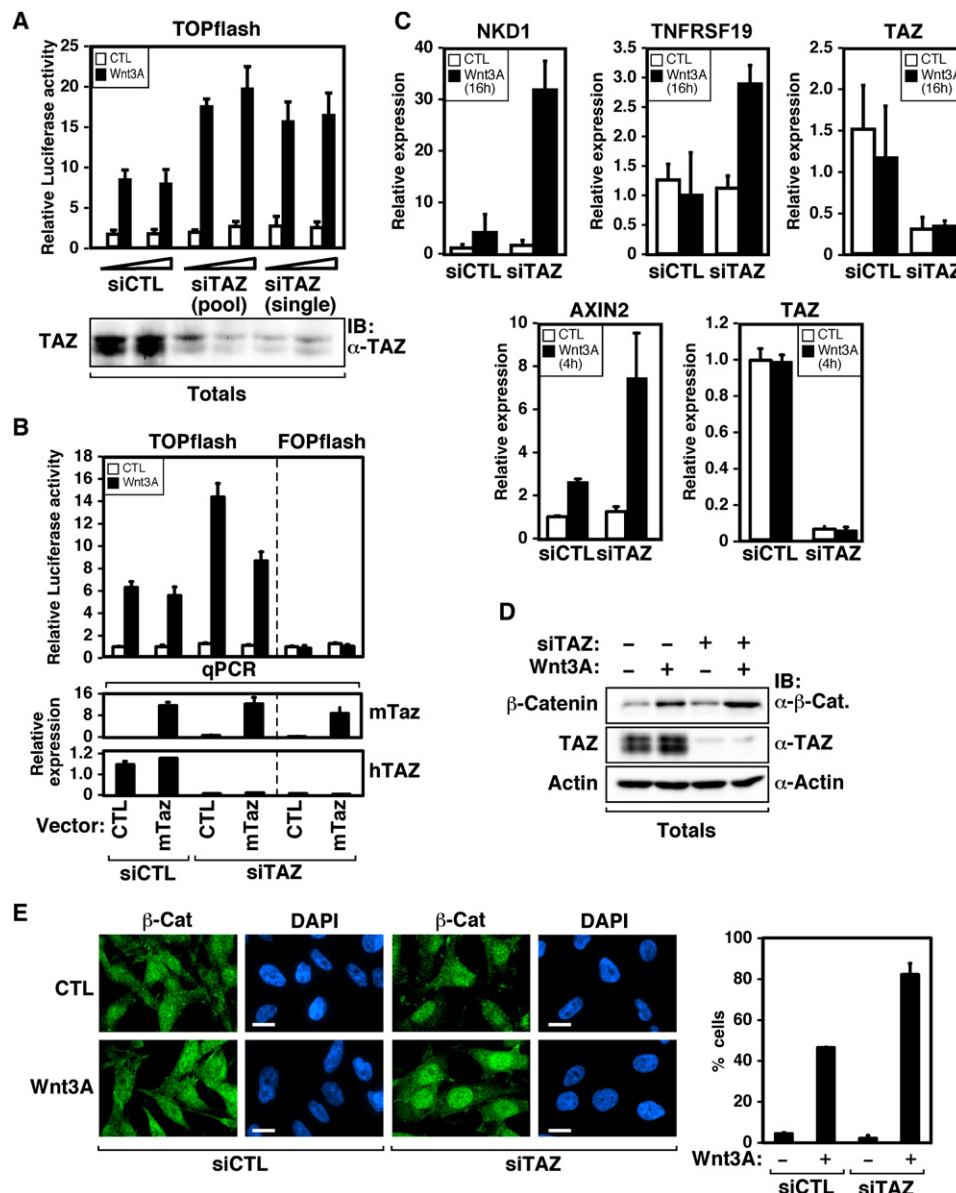 A
TOPflash
Relative Luciferase activity
25
20
15
10
5
0
CTL
Wnt3A
siCTL
siTAZ
(pool)
siTAZ
(single)
TAZ
IB:
α-TAZ
Totals
B
TOPflash
FOPflash
Relative Luciferase activity
18
16
14
12
10
8
6
4
2
0
CTL
Wnt3A
qPCR
Relative
expression
16
8
0
mTaz
1.2
0
hTAZ
Vector:
CTL
mTaz
CTL
mTaz
CTL
mTaz
siCTL
siTAZ
C
NKD1
Relative expression
40
30
20
10
0
CTL
Wnt3A
(16h)
siCTL siTAZ
TNFRSF19
Relative expression
3.5
3.0
2.5
2.0
1.5
1.0
0.5
0
CTL
Wnt3A
(16h)
siCTL siTAZ
TAZ
Relative expression
2.5
2.0
1.5
1.0
0.5
0.0
CTL
Wnt3A
(16h)
siCTL siTAZ
AXIN2
Relative expression
10
8
6
4
2
0
CTL
Wnt3A
(4h)
siCTL siTAZ
TAZ
Relative expression
1.2
1.0
0.8
0.6
0.4
0.2
0
CTL
Wnt3A
(4h)
siCTL siTAZ
D
siTAZ: – – + +
Wnt3A: – + – +
IB:
β-Catenin α-β-Cat.
TAZ α-TAZ
Actin α-Actin
Totals
E
β-Cat DAPI β-Cat DAPI
CTL
Wnt3A
siCTL siTAZ
% cells
100
80
60
40
20
0
Wnt3A: – + – +
siCTL siTAZ